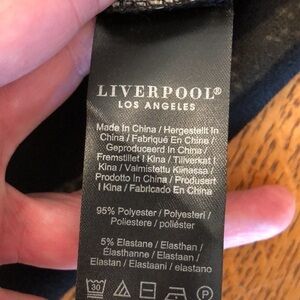 LIVERPOOL®
LOS ANGELES
Made In China / Hergestellt In
China / Fabriqué En China /
Geproduceerd In China /
Fremstillet I Kina / Tillverkat I
Kina / Valmistettu Kiinassa /
Prodotto In China / Produsert
I Kina / Fabricado En China
95% Polyester / Polyesteri /
Poliestere / poliéster
5% Elastane / Elasthan /
Élasthanne / Elastaan /
Elastan / Elastaani / elastano
30
P